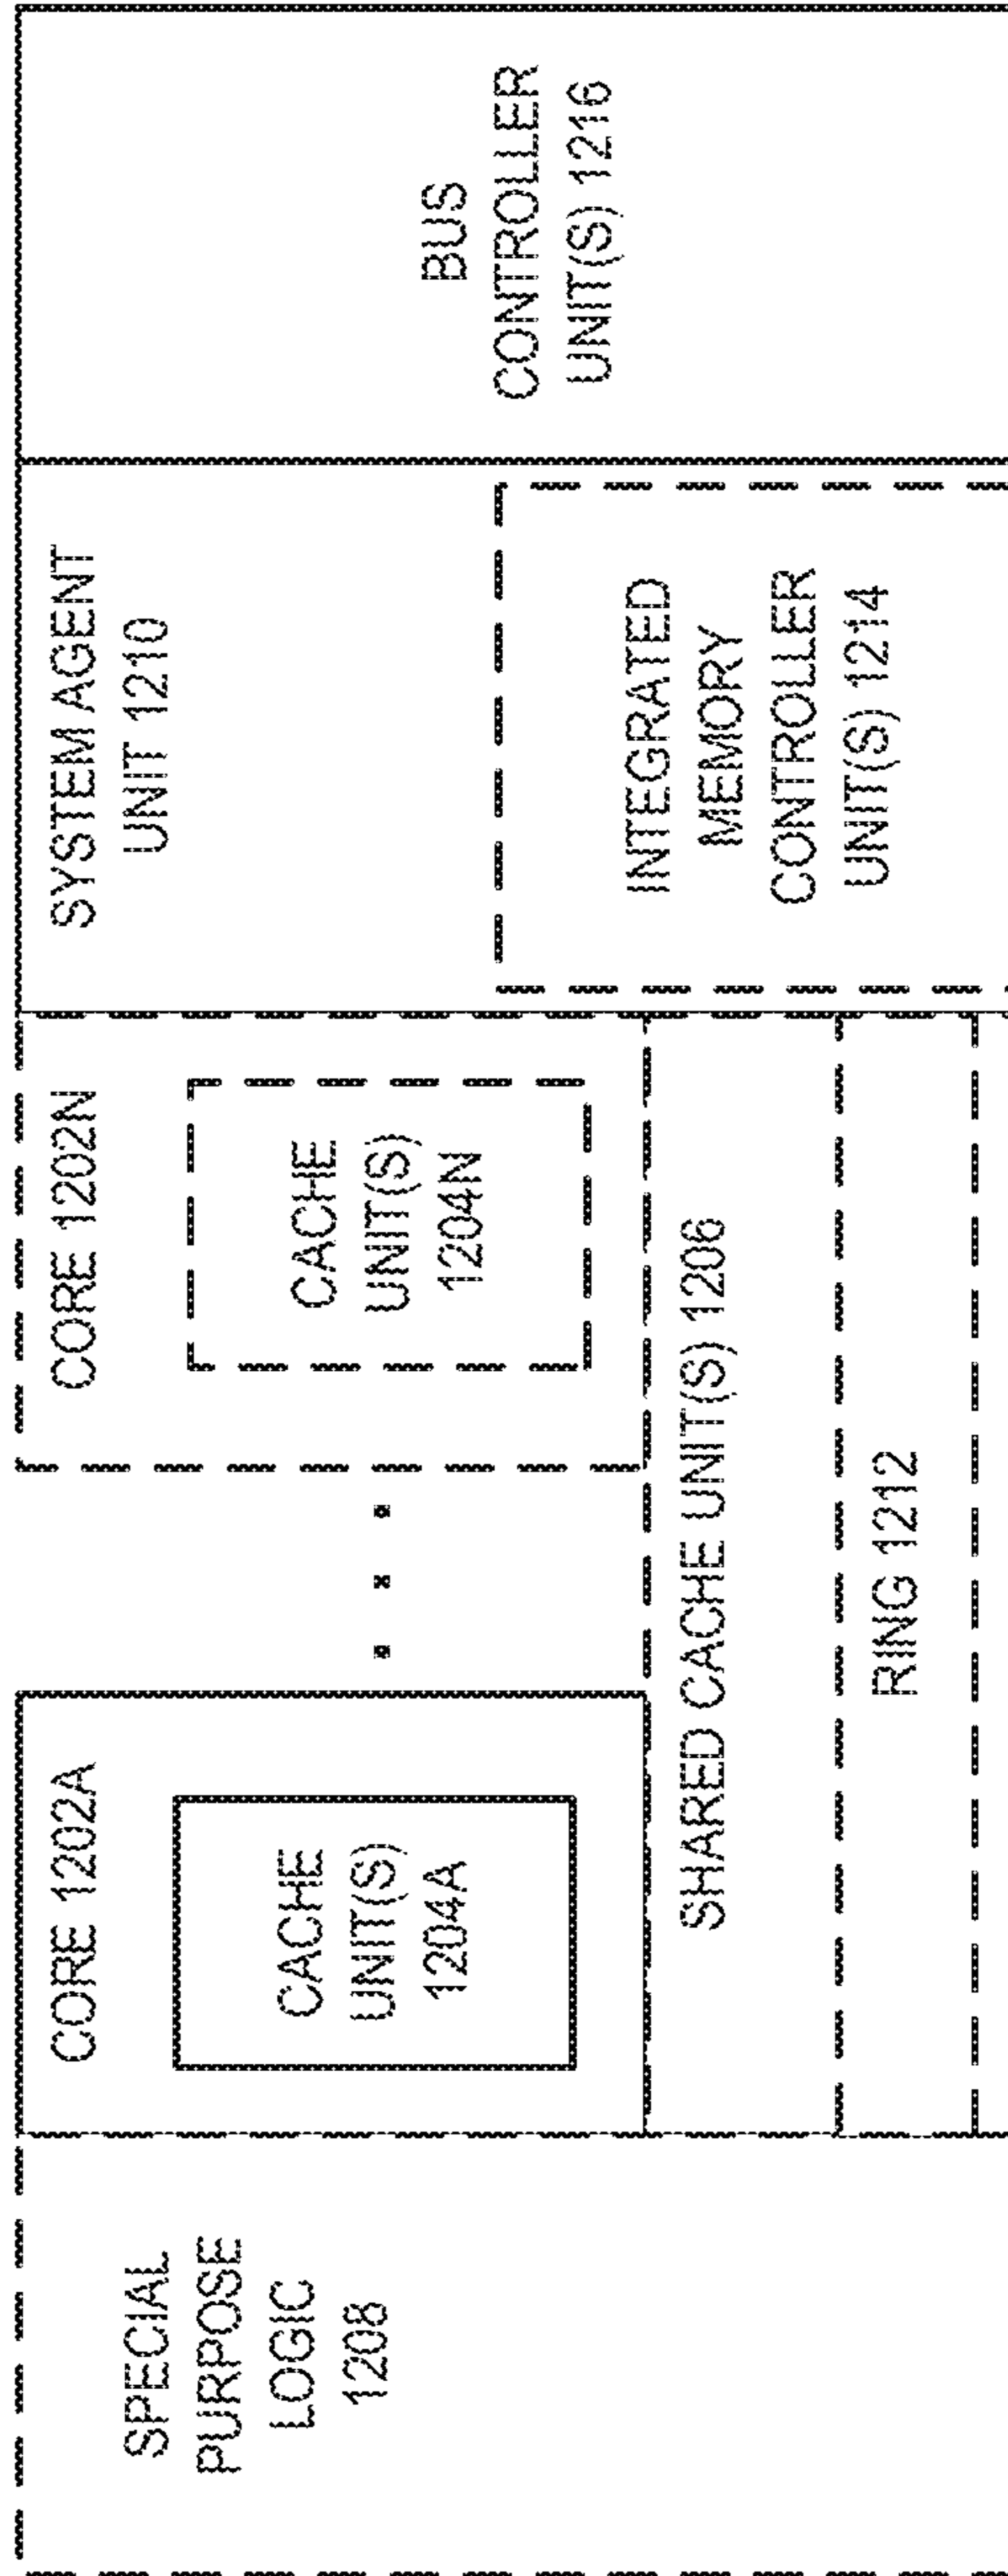 SPECIAL
PURPOSE
LOGIC
1208
CORE 1202A
CACHE
UNIT(S)
1204A
CORE 1202N
CACHE
UNIT(S)
1204N
SHARED CACHE UNIT(S) 1206
RING 1212
SYSTEM AGENT
UNIT 1210
INTEGRATED
MEMORY
CONTROLLER
UNIT(S) 1214
BUS
CONTROLLER
UNIT(S) 1216